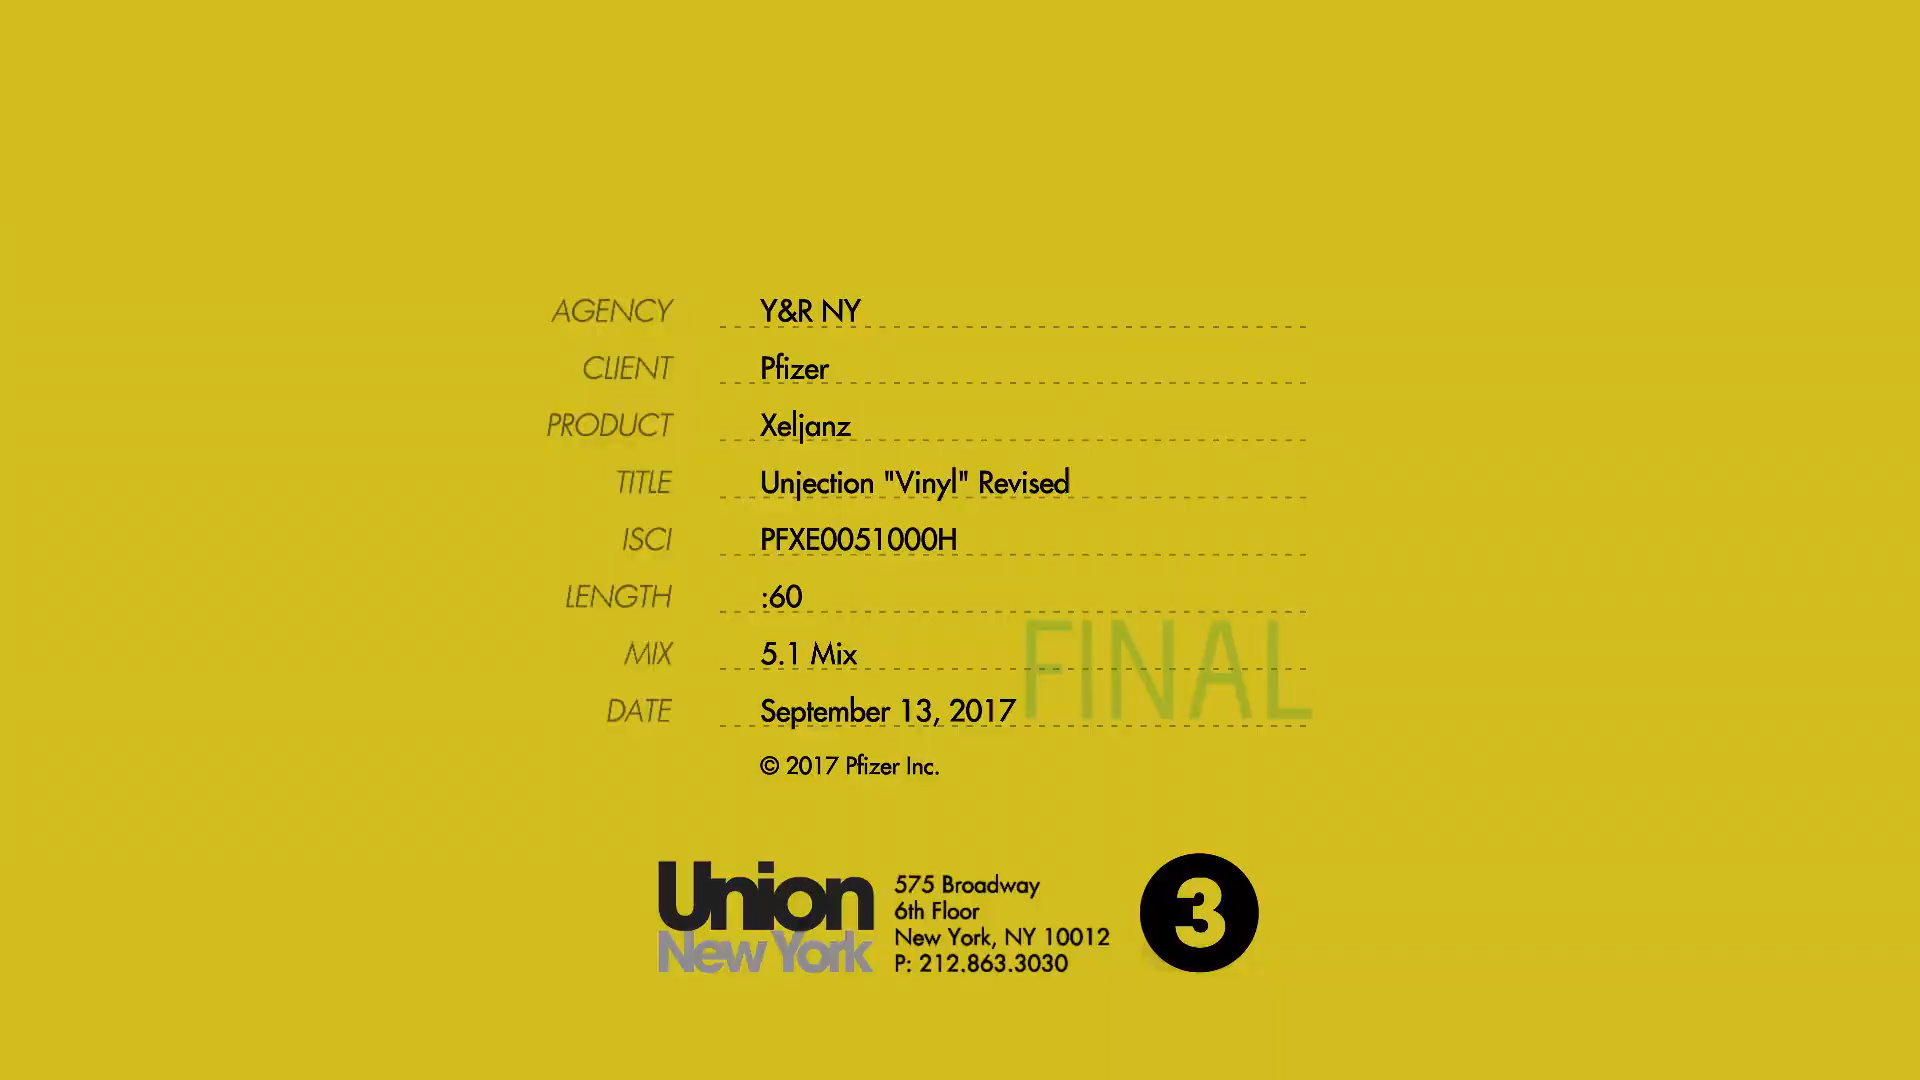 AGENCY Y&R NY
CLIENT Pfizer
PRODUCT Xeljanz
TITLE Unjection "Vinyl" Revised
ISCI PFXE0051000H
LENGTH :60
MIX 5.1 Mix
FINAL
DATE September 13, 2017
© 2017 Pfizer Inc.
Union
New York
575 Broadway
6th Floor
New York, NY 10012
P: 212.863.3030
3